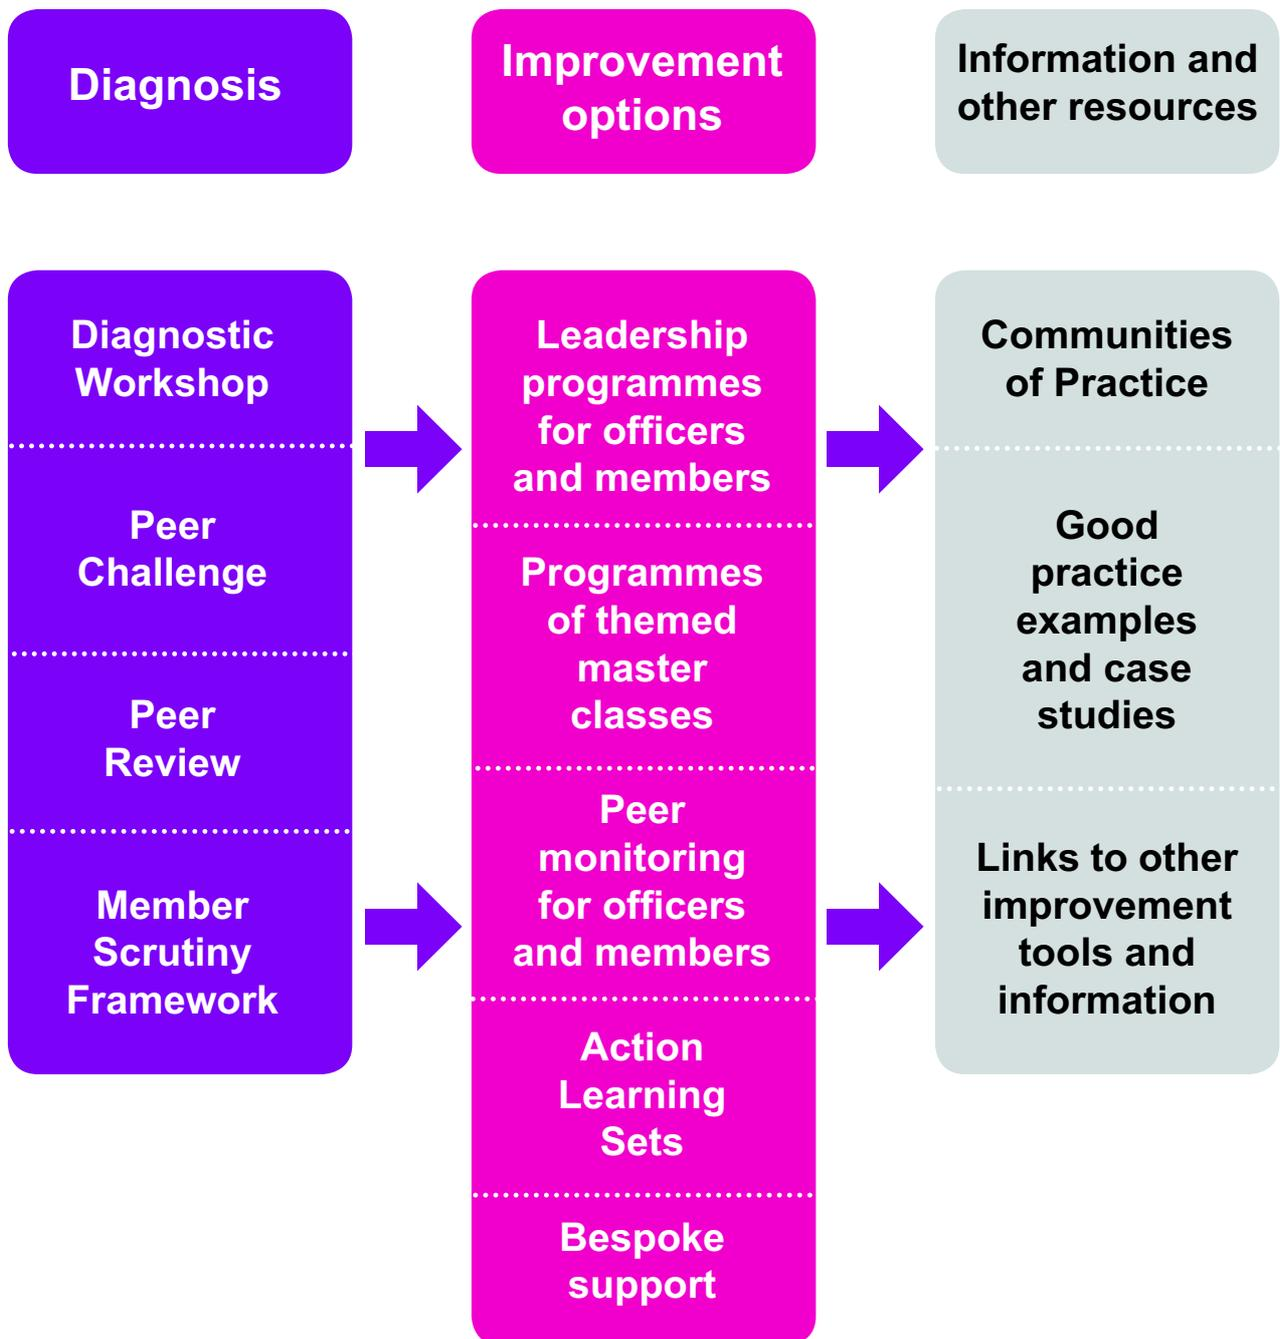 Diagnosis
Improvement
options
Information and
other resources
Diagnostic
Workshop
Peer
Challenge
Peer
Review
Member
Scrutiny
Framework
Leadership
programmes
for officers
and members
Programmes
of themed
master
classes
Peer
monitoring
for officers
and members
Action
Learning
Sets
Bespoke
support
Communities
of Practice
Good
practice
examples
and case
studies
Links to other
improvement
tools and
information